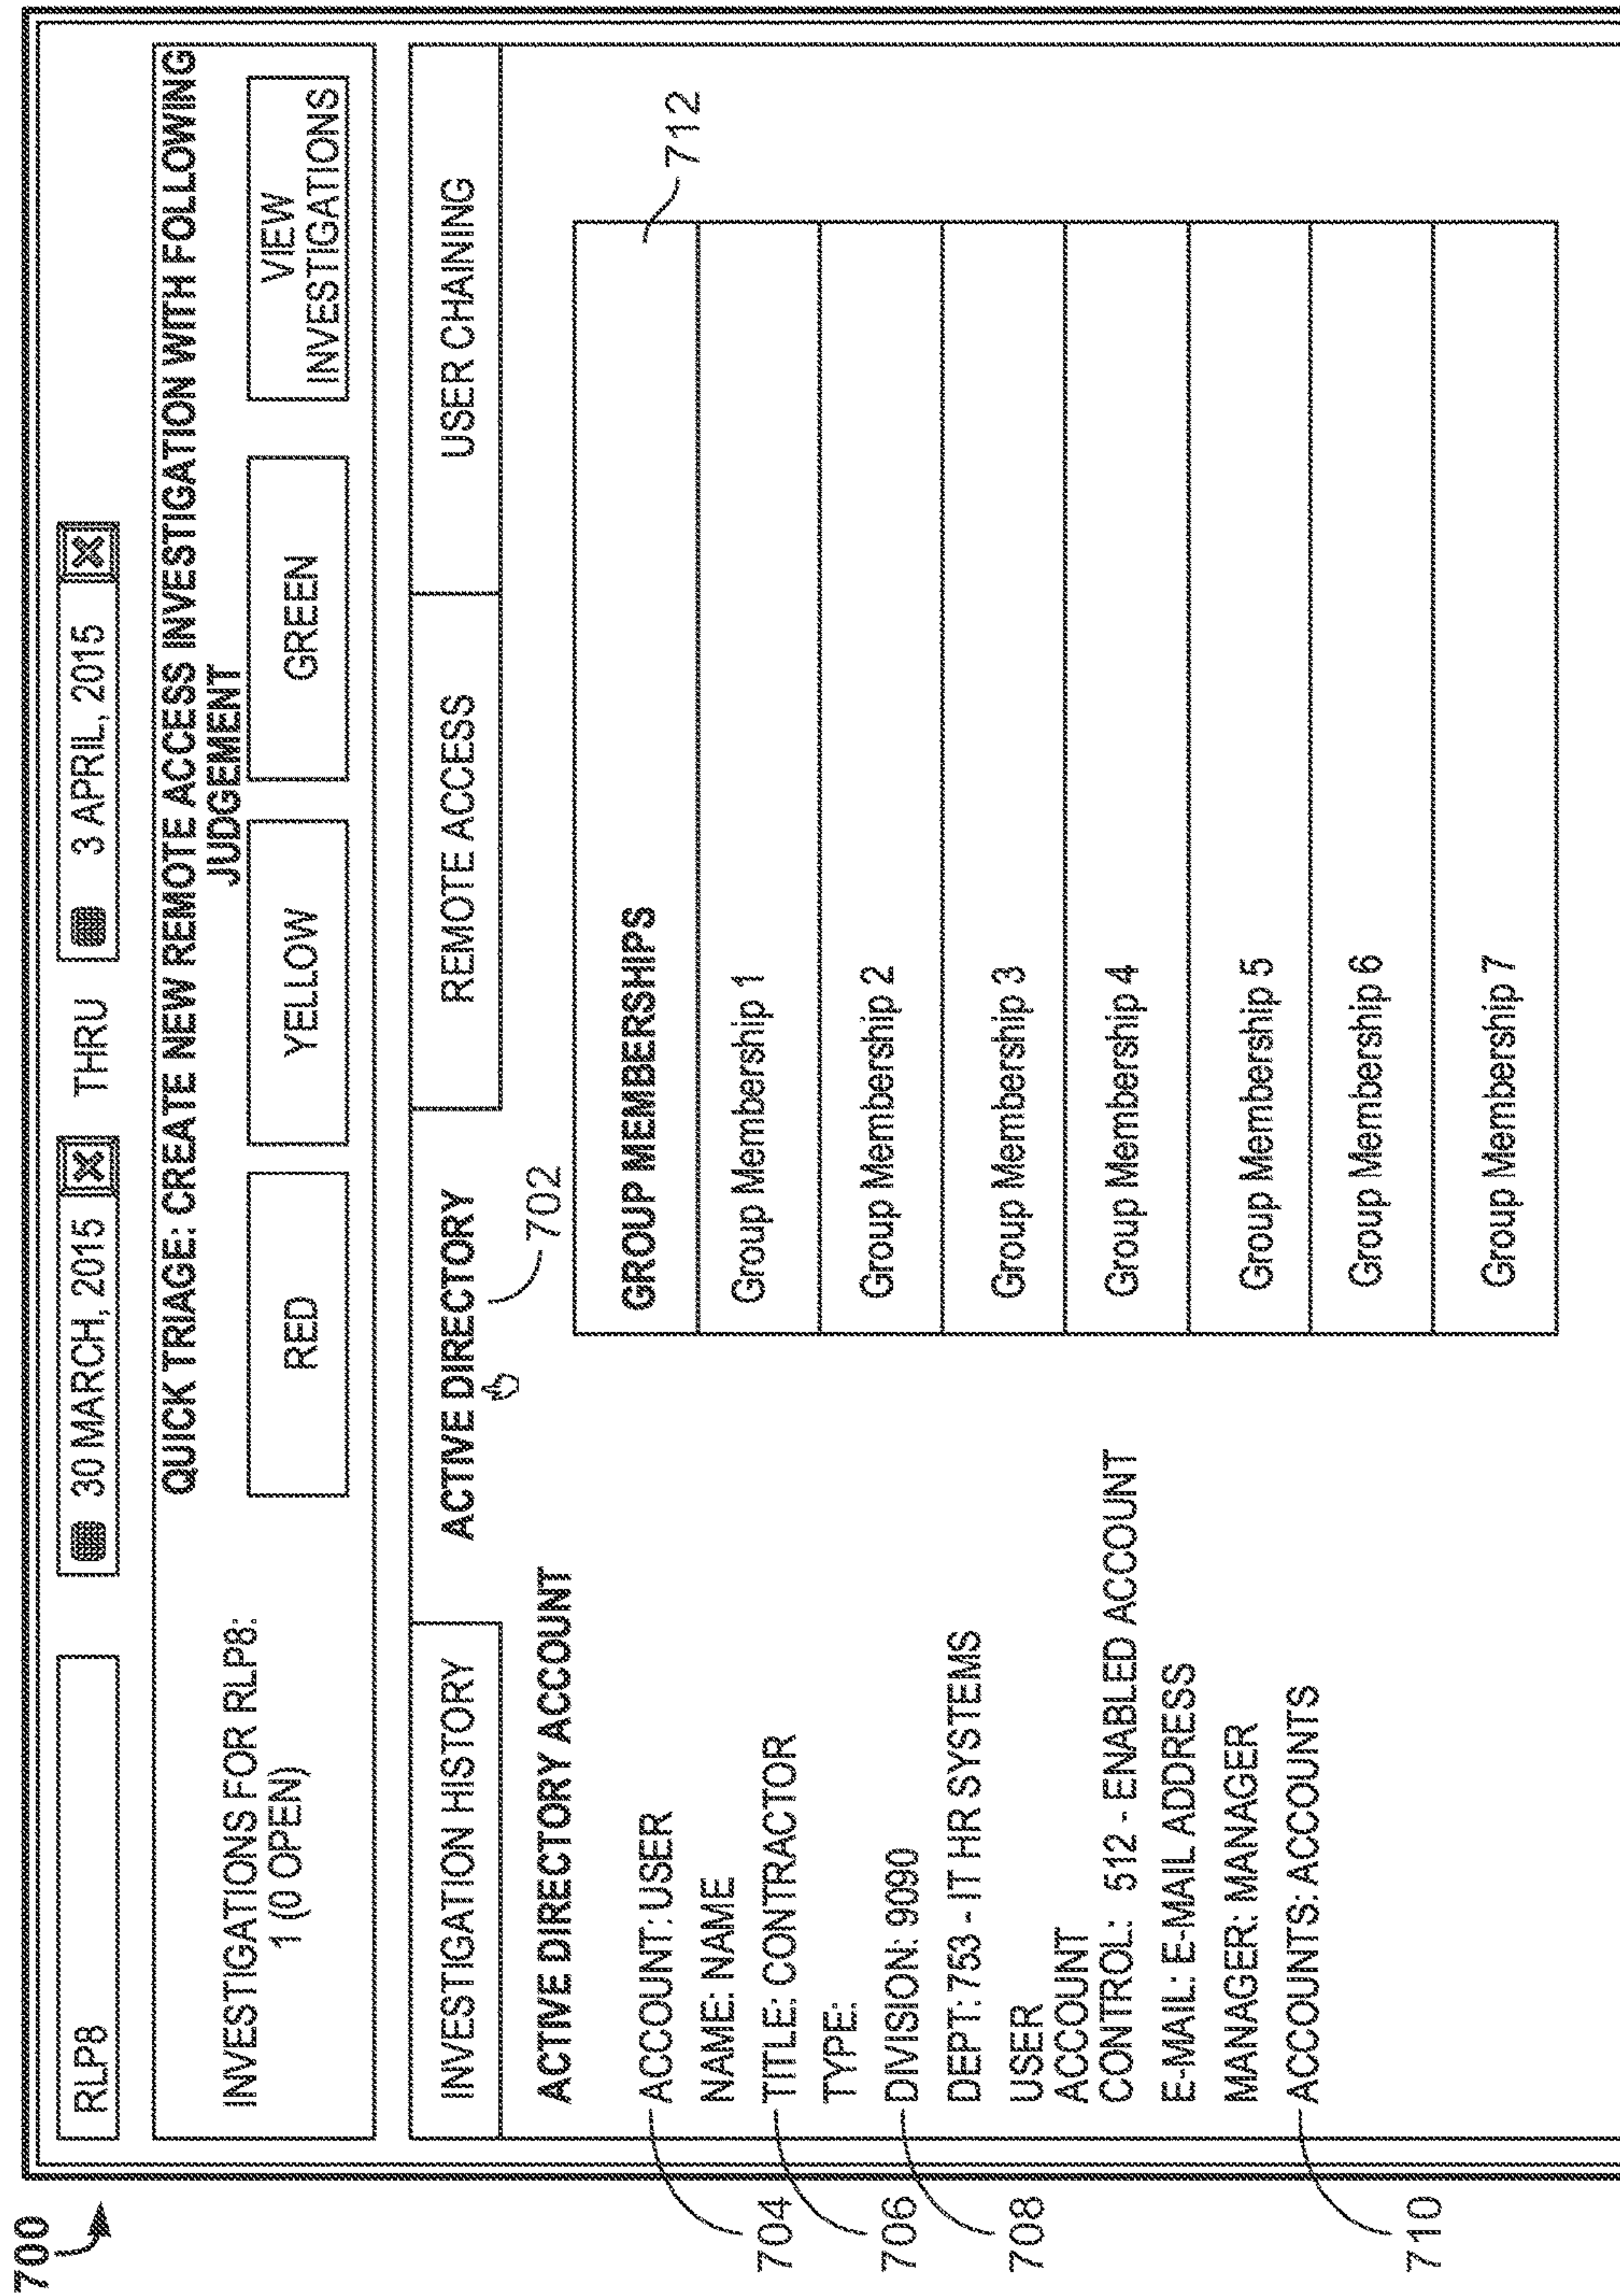 700
RLP8
30 MARCH, 2015
THRU
3 APRIL, 2015
INVESTIGATIONS FOR RLP8:
1 (0 OPEN)
QUICK TRIAGE: CREATE NEW REMOTE ACCESS INVESTIGATION WITH FOLLOWING
JUDGEMENT
RED
YELLOW
GREEN
VIEW
INVESTIGATIONS
INVESTIGATION HISTORY
ACTIVE DIRECTORY
REMOTE ACCESS
USER CHAINING
702
ACTIVE DIRECTORY ACCOUNT
704
ACCOUNT: USER
NAME: NAME
706
TITLE: CONTRACTOR
TYPE:
708
DIVISION: 9090
DEPT: 753 - IT HR SYSTEMS
USER
ACCOUNT
CONTROL: 512 - ENABLED ACCOUNT
E-MAIL: E-MAIL ADDRESS
MANAGER: MANAGER
710
ACCOUNTS: ACCOUNTS
712
GROUP MEMBERSHIPS
Group Membership 1
Group Membership 2
Group Membership 3
Group Membership 4
Group Membership 5
Group Membership 6
Group Membership 7